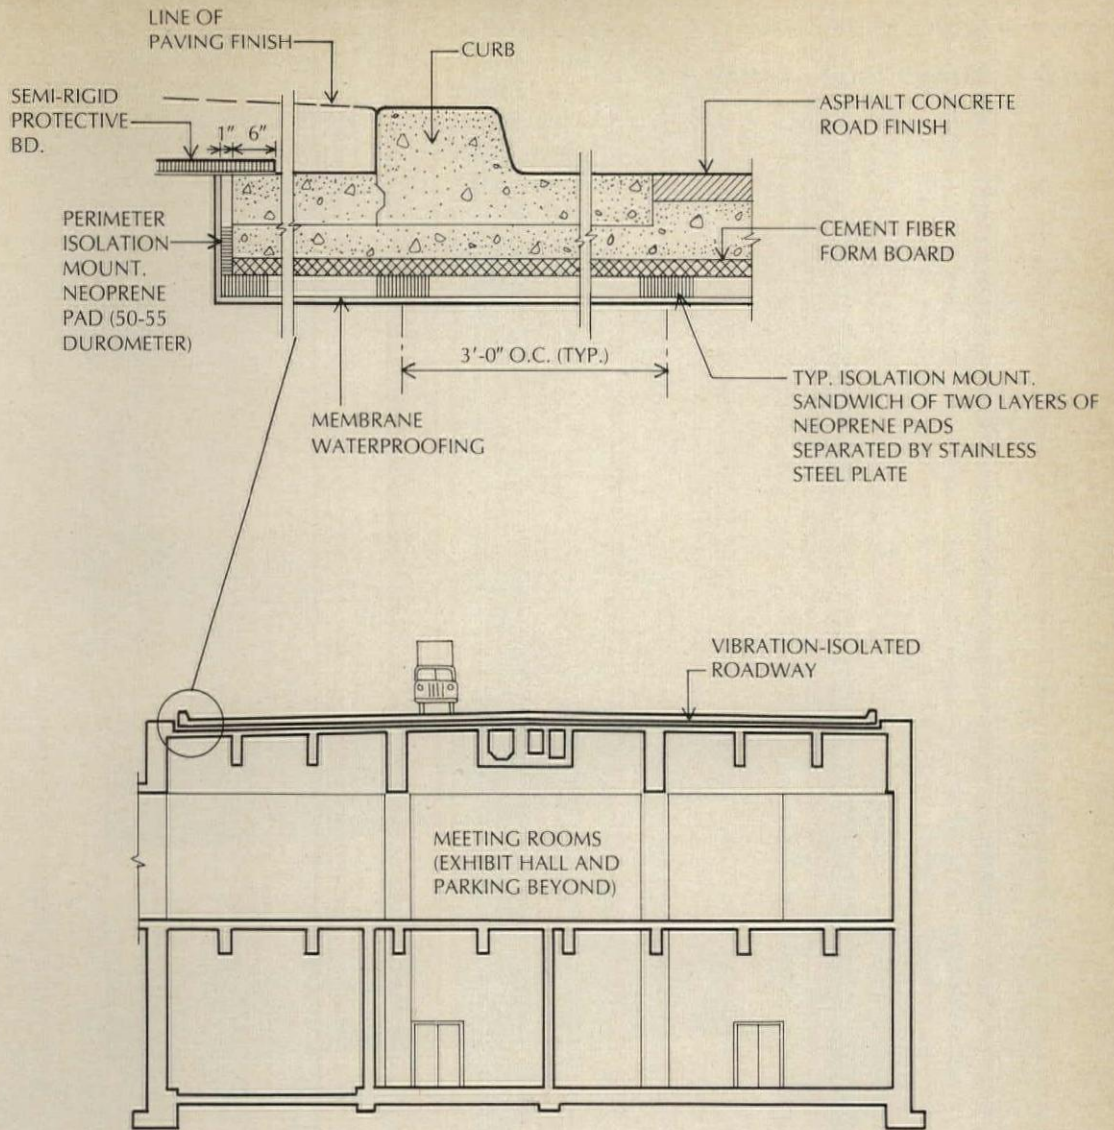 LINE OF
PAVING FINISH
CURB
SEMI-RIGID
PROTECTIVE
BD.
1" 6"
ASPHALT CONCRETE
ROAD FINISH
PERIMETER
ISOLATION
MOUNT.
NEOPRENE
PAD (50-55
DUROMETER)
CEMENT FIBER
FORM BOARD
3'-0" O.C. (TYP.)
MEMBRANE
WATERPROOFING
TYP. ISOLATION MOUNT.
SANDWICH OF TWO LAYERS OF
NEOPRENE PADS
SEPARATED BY STAINLESS
STEEL PLATE
VIBRATION-ISOLATED
ROADWAY
MEETING ROOMS
(EXHIBIT HALL AND
PARKING BEYOND)